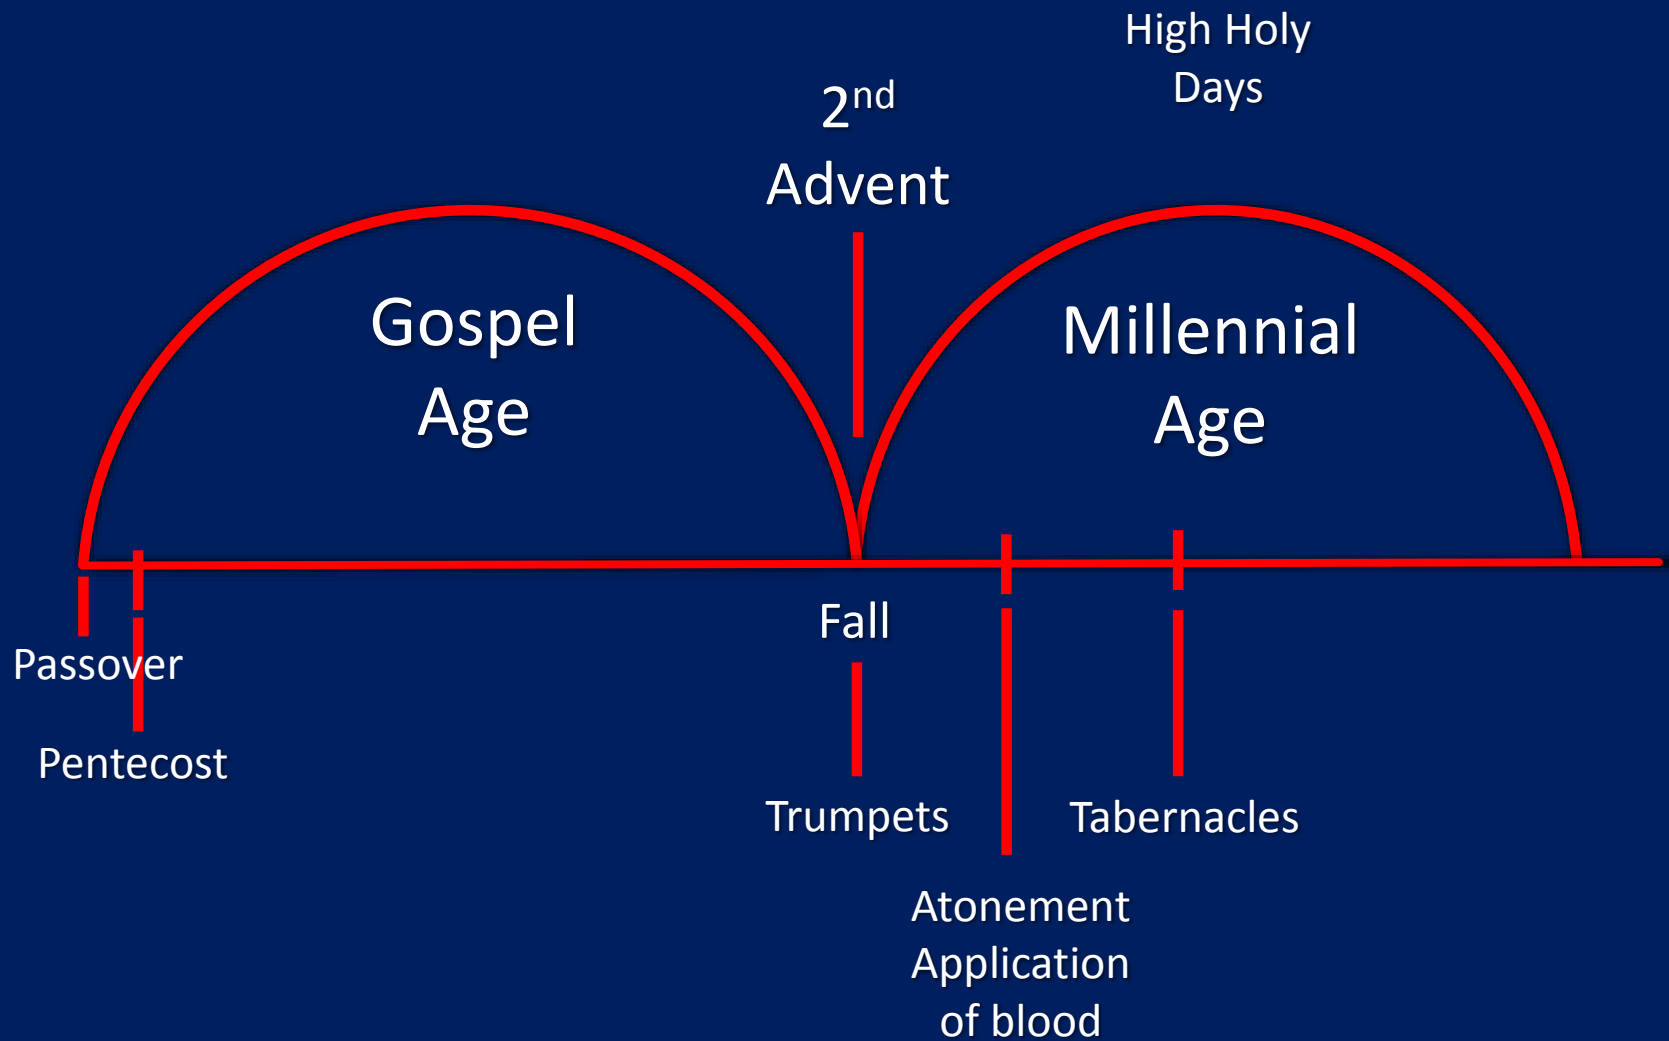 High Holy
Days
2nd
Advent
Gospel
Age
Millennial
Age
Fall
Passover
Pentecost
Trumpets
Tabernacles
Atonement
Application
of blood